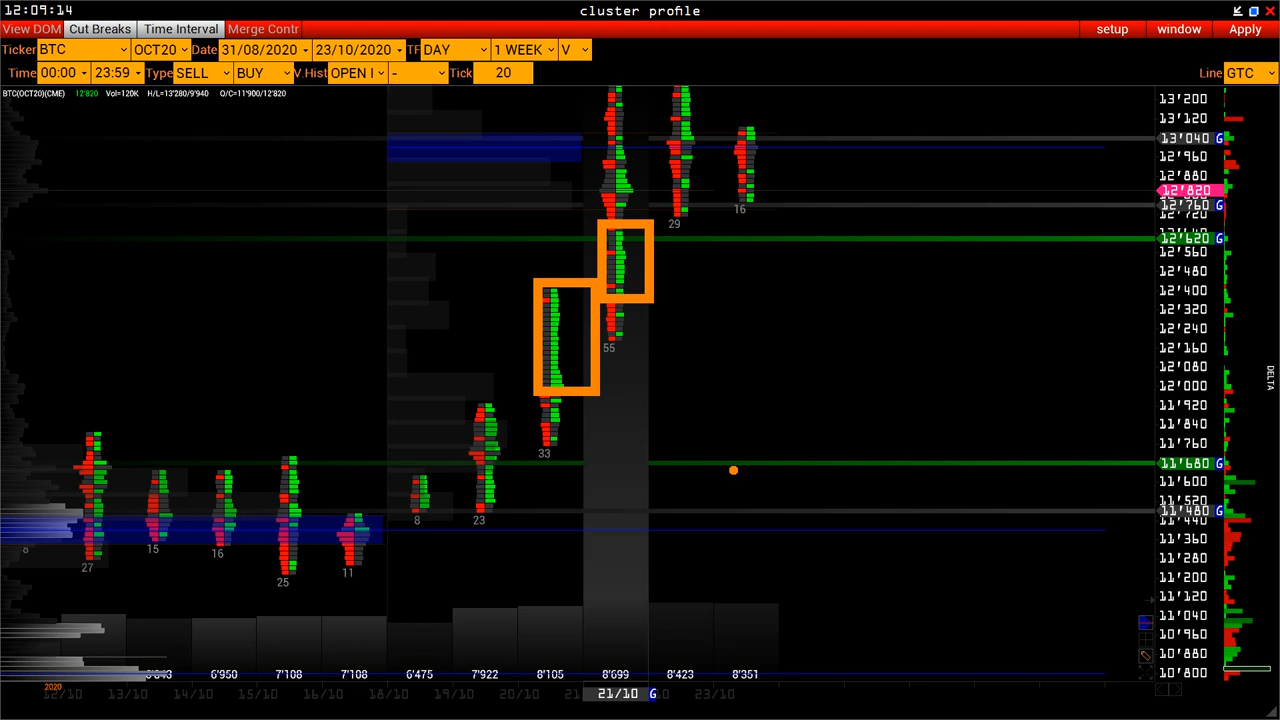 12:09:14 cluster profile
View DOM Cut Breaks Time Interval Merge Contr setup window Apply
Ticker BTC OCT20 Date 31/08/2020 - 23/10/2020 TF DAY 1 WEEK V
Time 00:00 - 23:59 Type SELL BUY V.Hist OPEN I - Tick 20 Line GTC
BTC(OCT20)(CME) 12'820 Vol=120K H/L=13'280/9'940 O/C=11'900/12'820
13'200
13'120
13'040 G
12'960
12'880
12'820
12'760 G
12'720
12'620 G
12'560
12'480
12'400
12'320
12'240
12'160
12'080
12'000
11'920
11'840
11'760
11'680 G
11'600
11'520
11'480 G
11'440
11'360
11'280
11'200
11'120
11'040
10'960
10'880
10'800
DELTA
16
29
55
33
8 23
15 16
27 25 11
6'950 7'108 7'108 6'475 7'922 8'105 8'699 8'423 8'351
2020
12/10 13/10 14/10 15/10 16/10 18/10 19/10 20/10 21/10 G 23/10